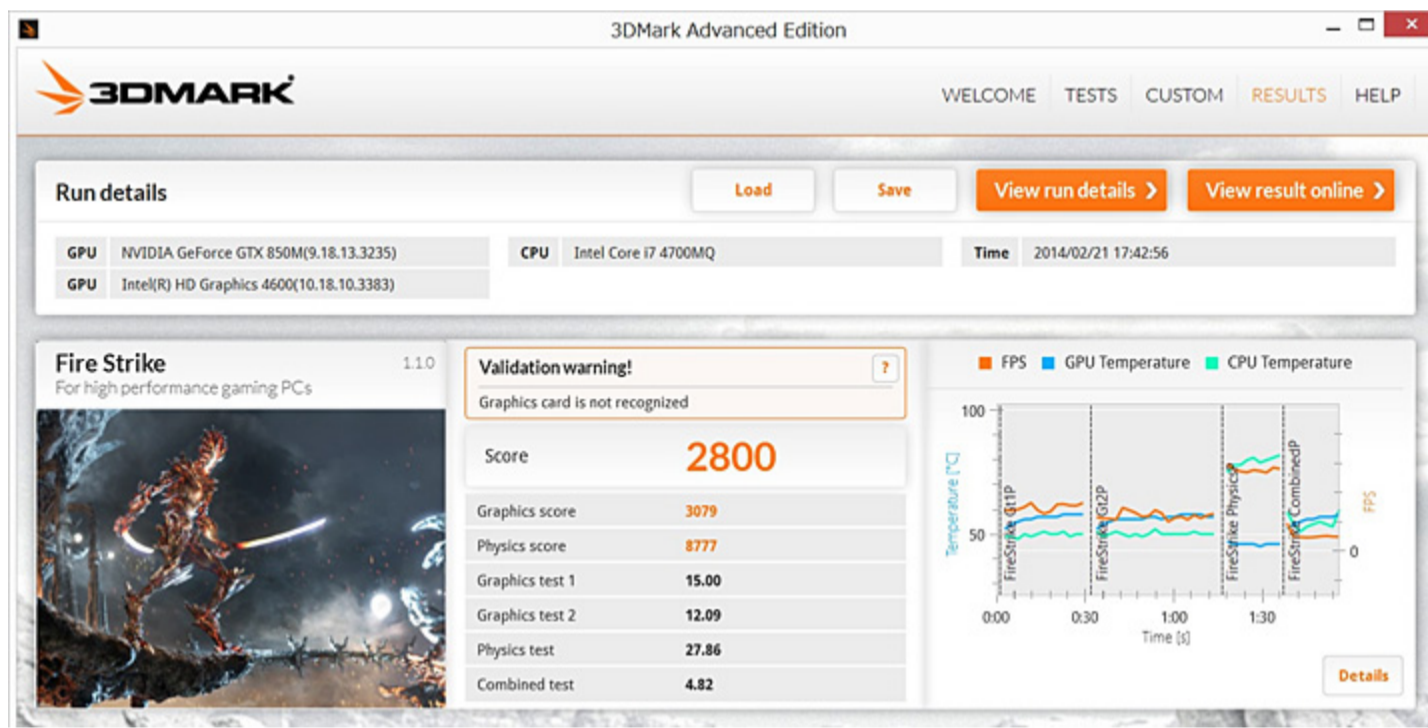 3DMark Advanced Edition
3DMARK
WELCOME TESTS CUSTOM RESULTS HELP
Run details
Load Save View run details View result online
GPU NVIDIA GeForce GTX 850M(9.18.13.3235) CPU Intel Core i7 4700MQ Time 2014/02/21 17:42:56
GPU Intel(R) HD Graphics 4600(10.18.10.3383)
Fire Strike 1.1.0
For high performance gaming PCs
Validation warning! ?
Graphics card is not recognized
Score 2800
Graphics score 3079
Physics score 8777
Graphics test 1 15.00
Graphics test 2 12.09
Physics test 27.86
Combined test 4.82
FPS GPU Temperature CPU Temperature
100
50
Temperature [°C]
FireStrike Gt1P
FireStrike Gt2P
FireStrike PhysicsP
FireStrike CombinedP
FPS
0
0:00 0:30 1:00 1:30
Time [s]
Details